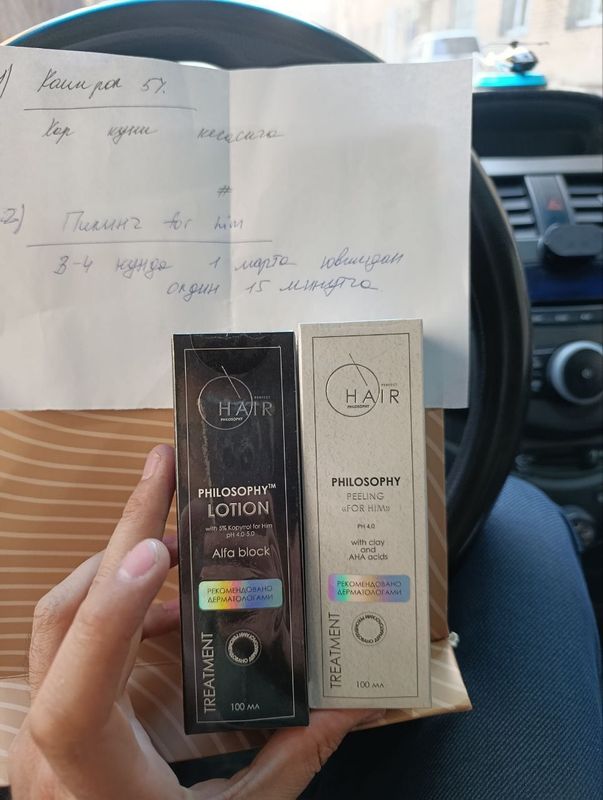 1) Капирол 5%
Хар куни кечасига
#
2) Пилинг for him
3-4 кунда 1 марта ювишдан
олдин 15 минутга
PERFECT
HAIR
PHILOSOPHY
PHILOSOPHY™
LOTION
with 5% Kopyrrol for Him
pH 4.0-5.0
Alfa block
РЕКОМЕНДОВАНО
ДЕРМАТОЛОГАМИ
TREATMENT
100 МЛ
PERFECT
HAIR
PHILOSOPHY
PHILOSOPHY
PEELING
«FOR HIM»
PH 4.0
with clay
and
AHA acids
РЕКОМЕНДОВАНО
ДЕРМАТОЛОГАМИ
TREATMENT
100 МЛ